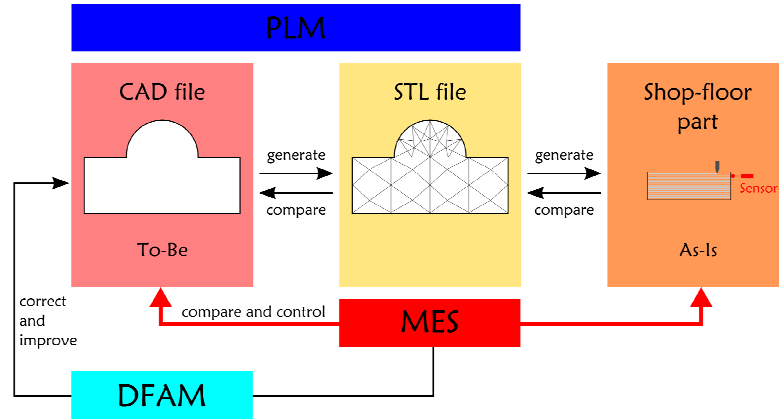 PLM
CAD file
STL file
Shop-floor
part
generate
compare
generate
compare
Sensor
To-Be
As-Is
correct
and
improve
compare and control
MES
DFAM